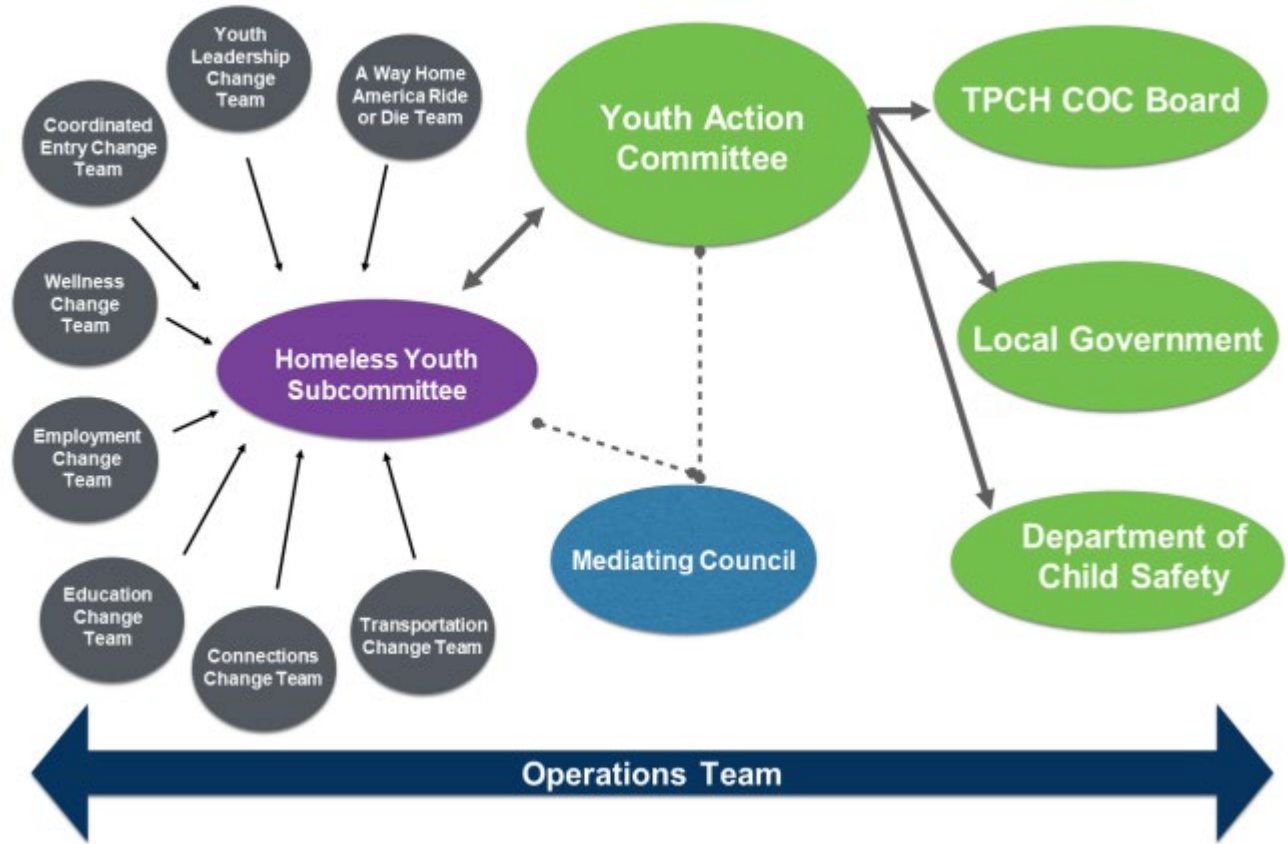 Youth
Leadership
Change
Team
A Way Home
America Ride
or Die Team
Coordinated
Entry Change
Team
Wellness
Change
Team
Employment
Change
Team
Education
Change
Team
Connections
Change Team
Transportation
Change Team
Homeless Youth
Subcommittee
Youth Action
Committee
Mediating Council
TPCH COC Board
Local Government
Department of
Child Safety
Operations Team